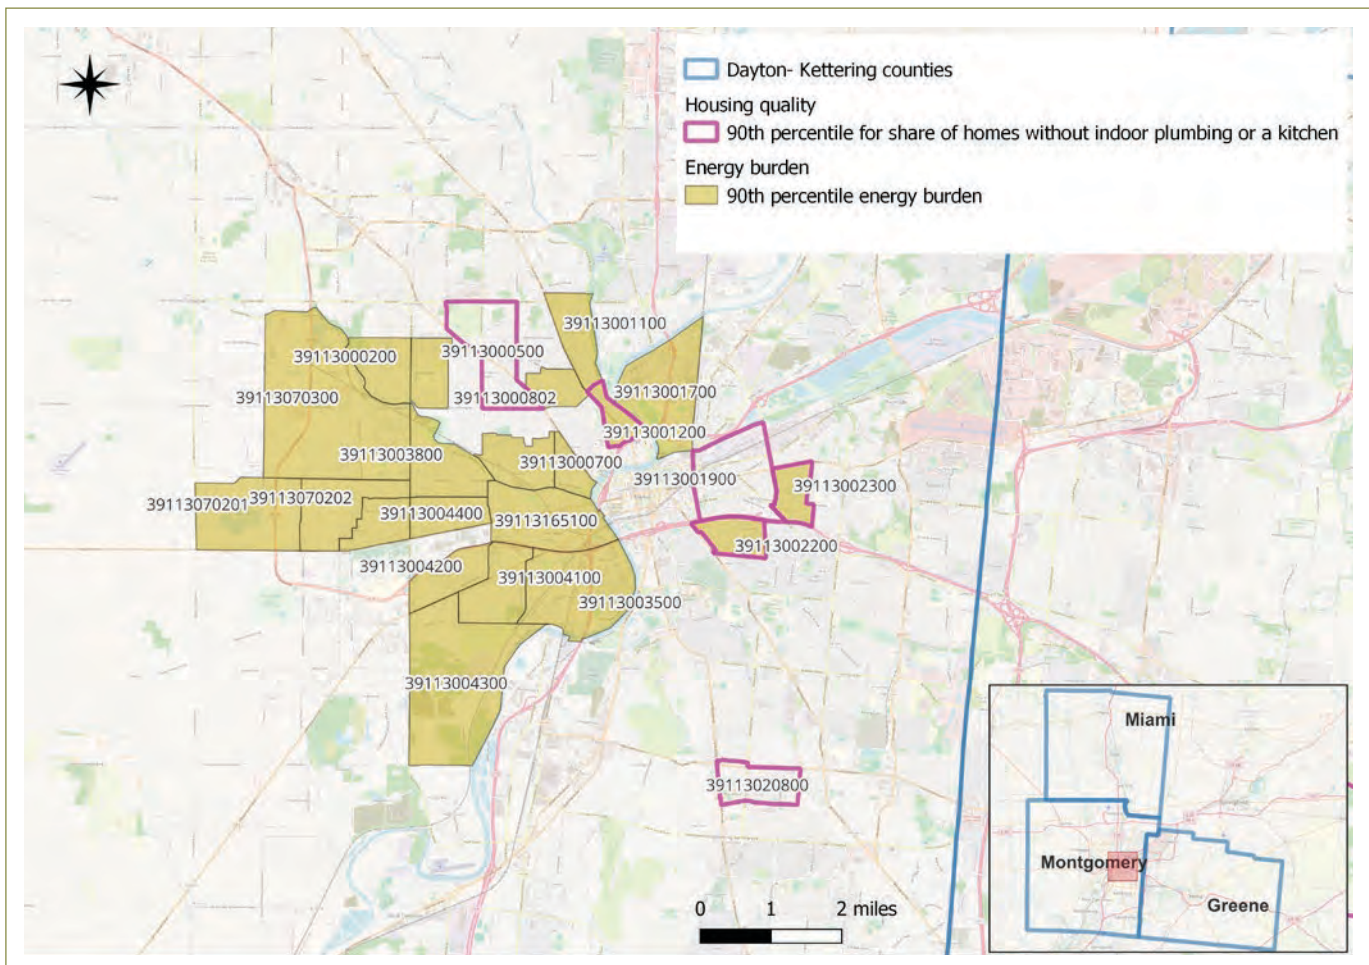 Dayton- Kettering counties
Housing quality
90th percentile for share of homes without indoor plumbing or a kitchen
Energy burden
90th percentile energy burden
39113001100
39113000200
39113000500
39113070300
39113000802
39113001700
39113001200
39113003800
39113000700
39113001900
39113002300
39113070201
39113070202
39113004400
39113165100
39113002200
39113004200
39113004100
39113003500
39113004300
39113020800
0 1 2 miles
Miami
Montgomery
Greene